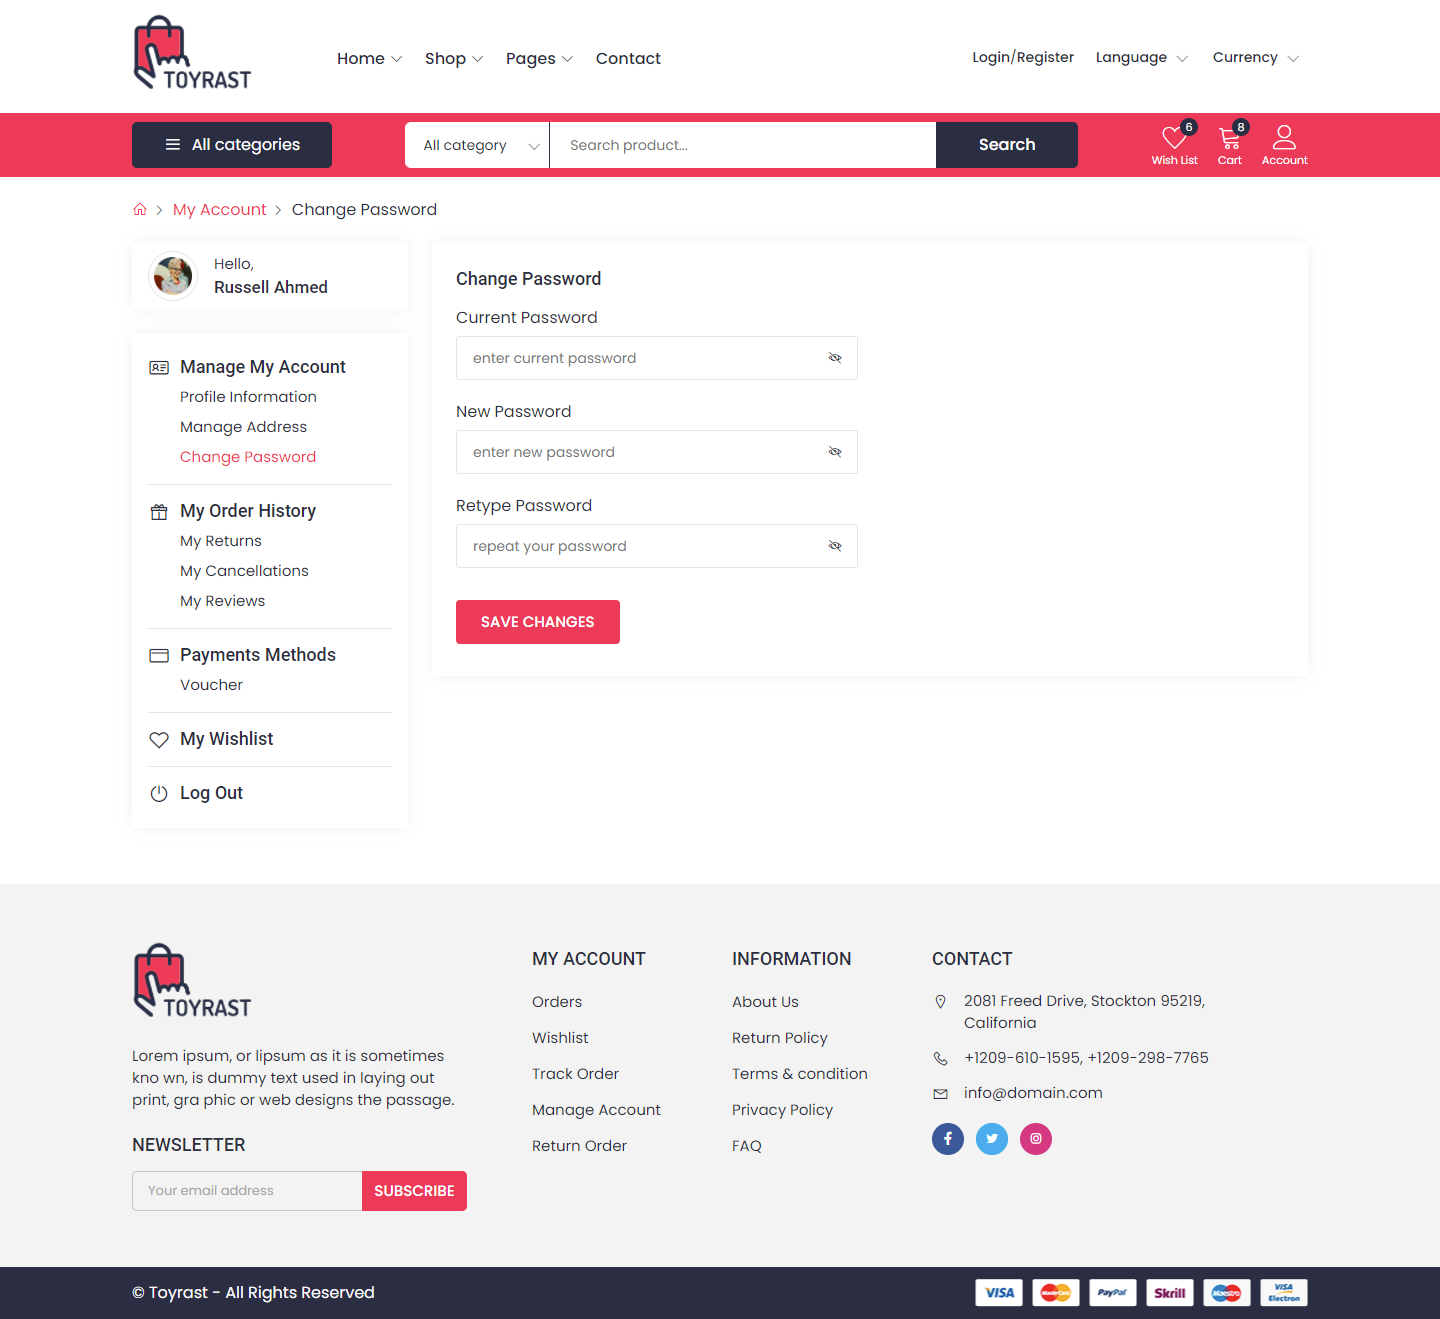 TOYRAST
Home Shop Pages Contact
Login/Register Language Currency
All categories
All category Search product... Search
6 8
Wish List Cart Account
My Account Change Password
Hello,
Russell Ahmed
Manage My Account
Profile Information
Manage Address
Change Password
My Order History
My Returns
My Cancellations
My Reviews
Payments Methods
Voucher
My Wishlist
Log Out
Change Password
Current Password
enter current password
New Password
enter new password
Retype Password
repeat your password
SAVE CHANGES
TOYRAST
Lorem ipsum, or lipsum as it is sometimes
kno wn, is dummy text used in laying out
print, gra phic or web designs the passage.
NEWSLETTER
Your email address SUBSCRIBE
MY ACCOUNT
Orders
Wishlist
Track Order
Manage Account
Return Order
INFORMATION
About Us
Return Policy
Terms & condition
Privacy Policy
FAQ
CONTACT
2081 Freed Drive, Stockton 95219,
California
+1209-610-1595, +1209-298-7765
info@domain.com
© Toyrast - All Rights Reserved
VISA MasterCard PayPal Skrill Maestro VISA Electron